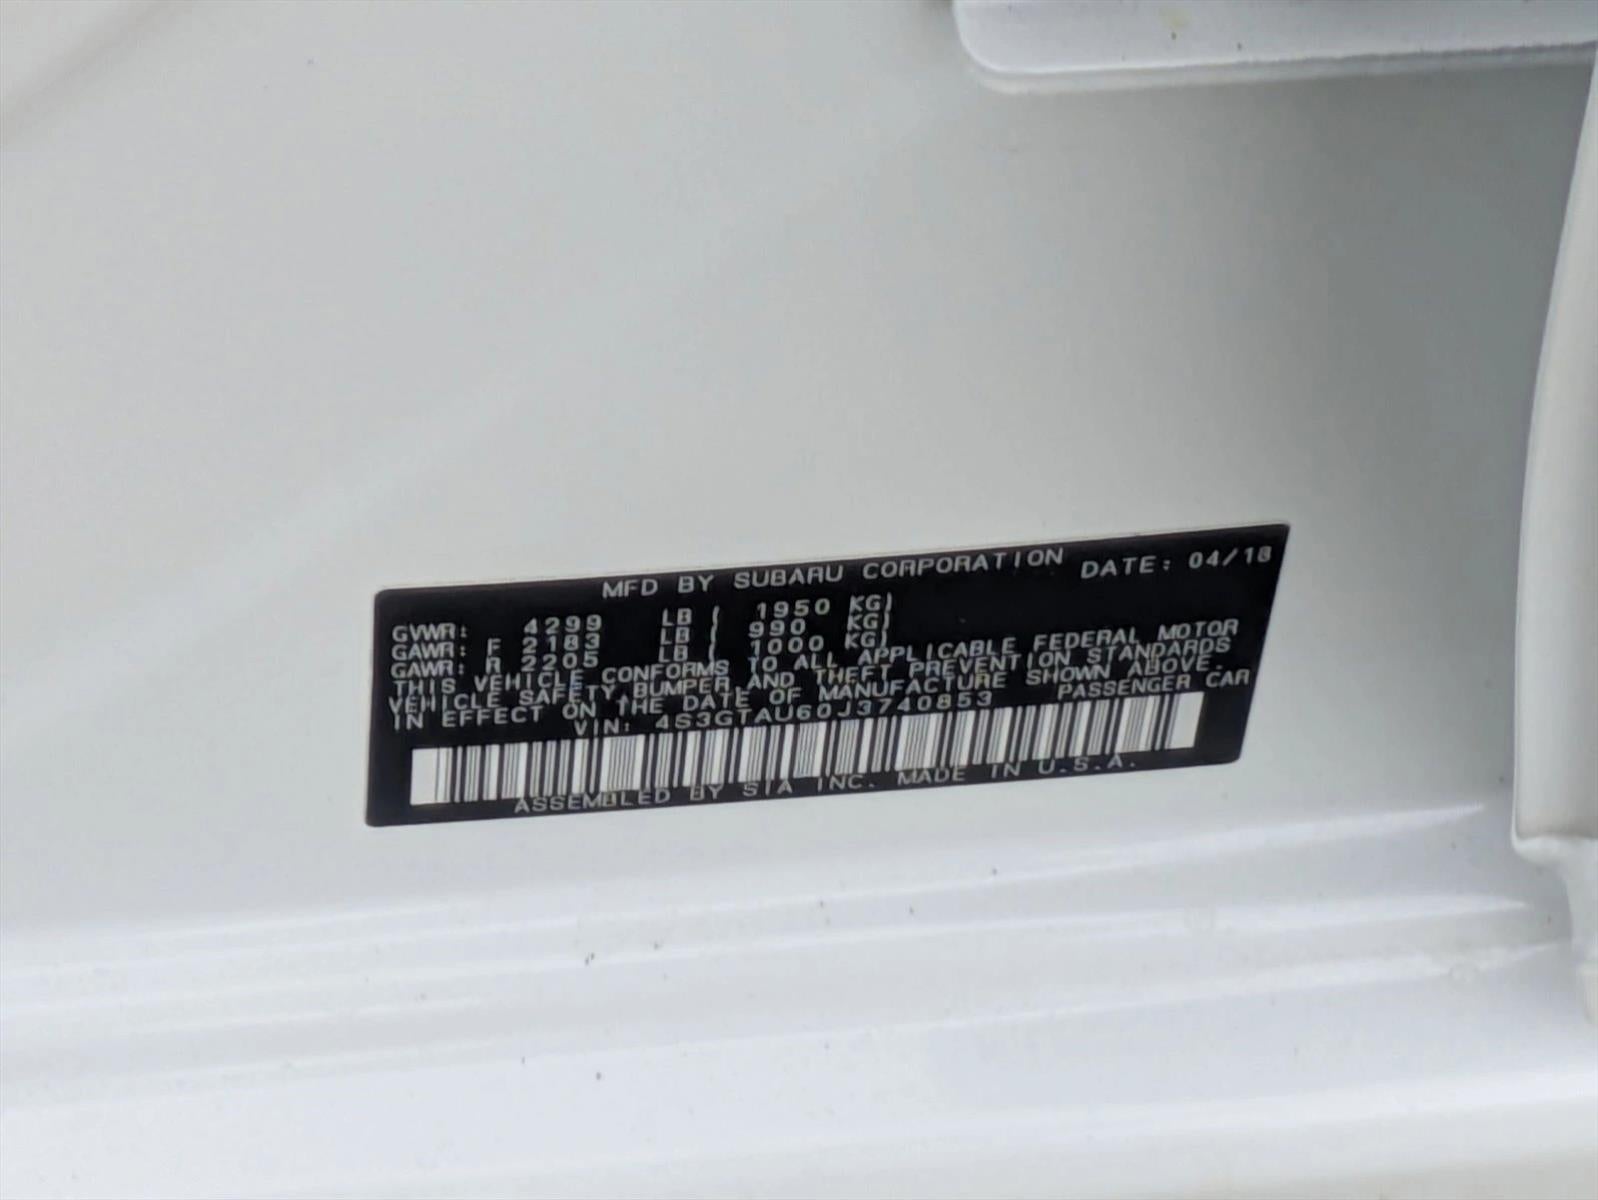 MFD BY SUBARU CORPORATION DATE: 04/18
GVWR: 4299 LB ( 1950 KG)
GAWR: F 2183 LB ( 990 KG)
GAWR: R 2205 LB ( 1000 KG)
THIS VEHICLE CONFORMS TO ALL APPLICABLE FEDERAL MOTOR
VEHICLE SAFETY, BUMPER AND THEFT PREVENTION STANDARDS
IN EFFECT ON THE DATE OF MANUFACTURE SHOWN ABOVE.
VIN: 4S3GTAU60J3740853 PASSENGER CAR
ASSEMBLED BY SIA INC. MADE IN U.S.A.